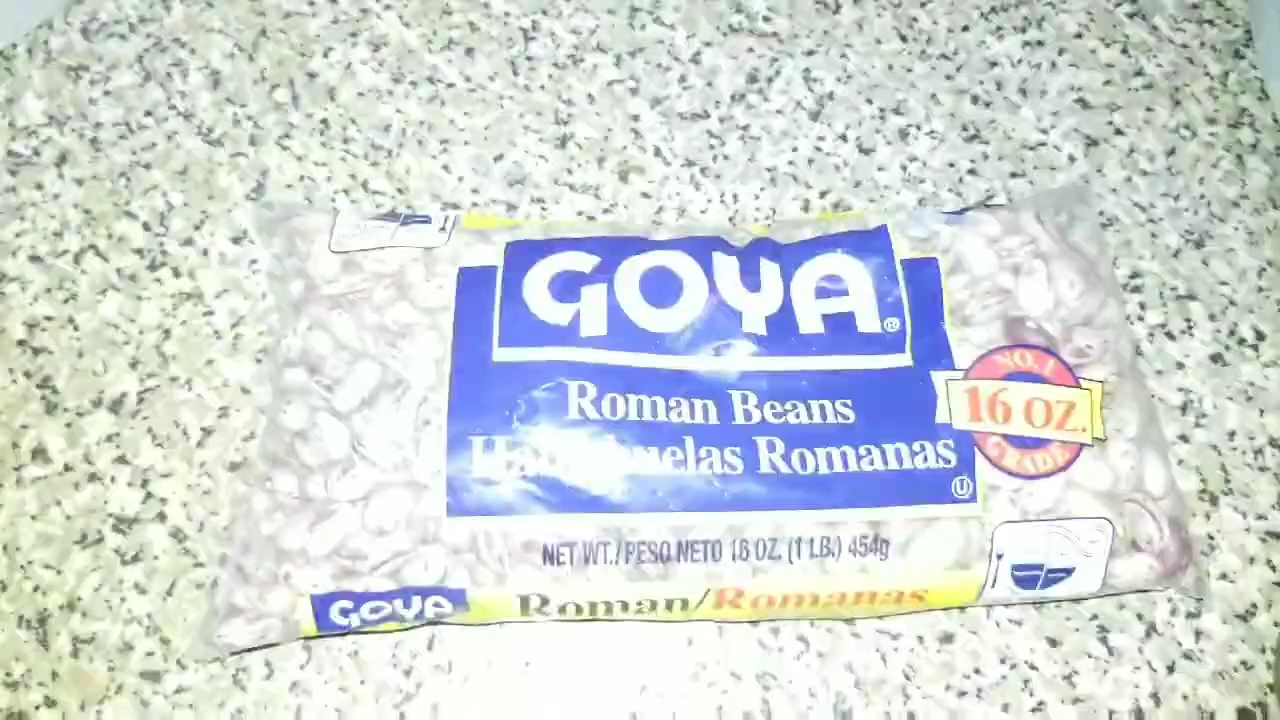 GOYA®
Roman Beans
Habichuelas Romanas
U
NO. 1
16 OZ.
GRADE
NET WT./PESO NETO 16 OZ. (1 LB.) 454g
GOYA Roman/Romanas